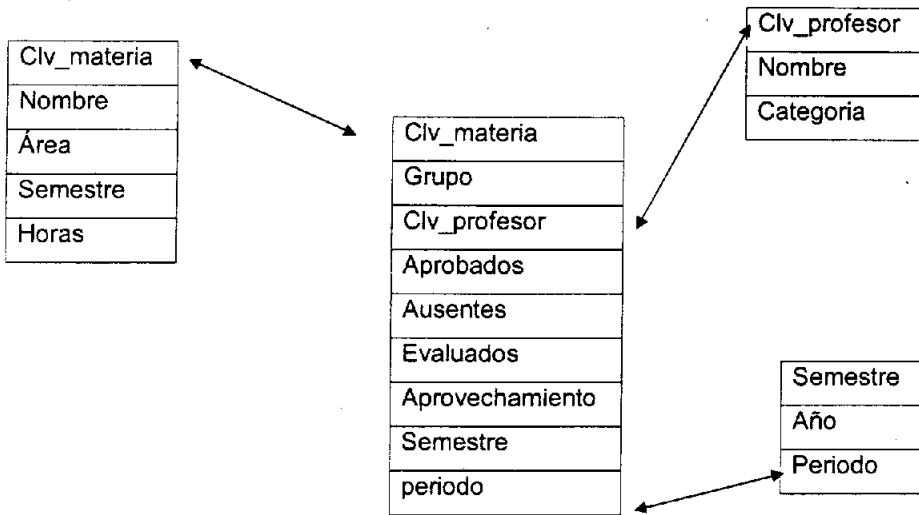 Clv_materia
Nombre
Área
Semestre
Horas
Clv_materia
Grupo
Clv_profesor
Aprobados
Ausentes
Evaluados
Aprovechamiento
Semestre
periodo
Clv_profesor
Nombre
Categoria
Semestre
Año
Periodo